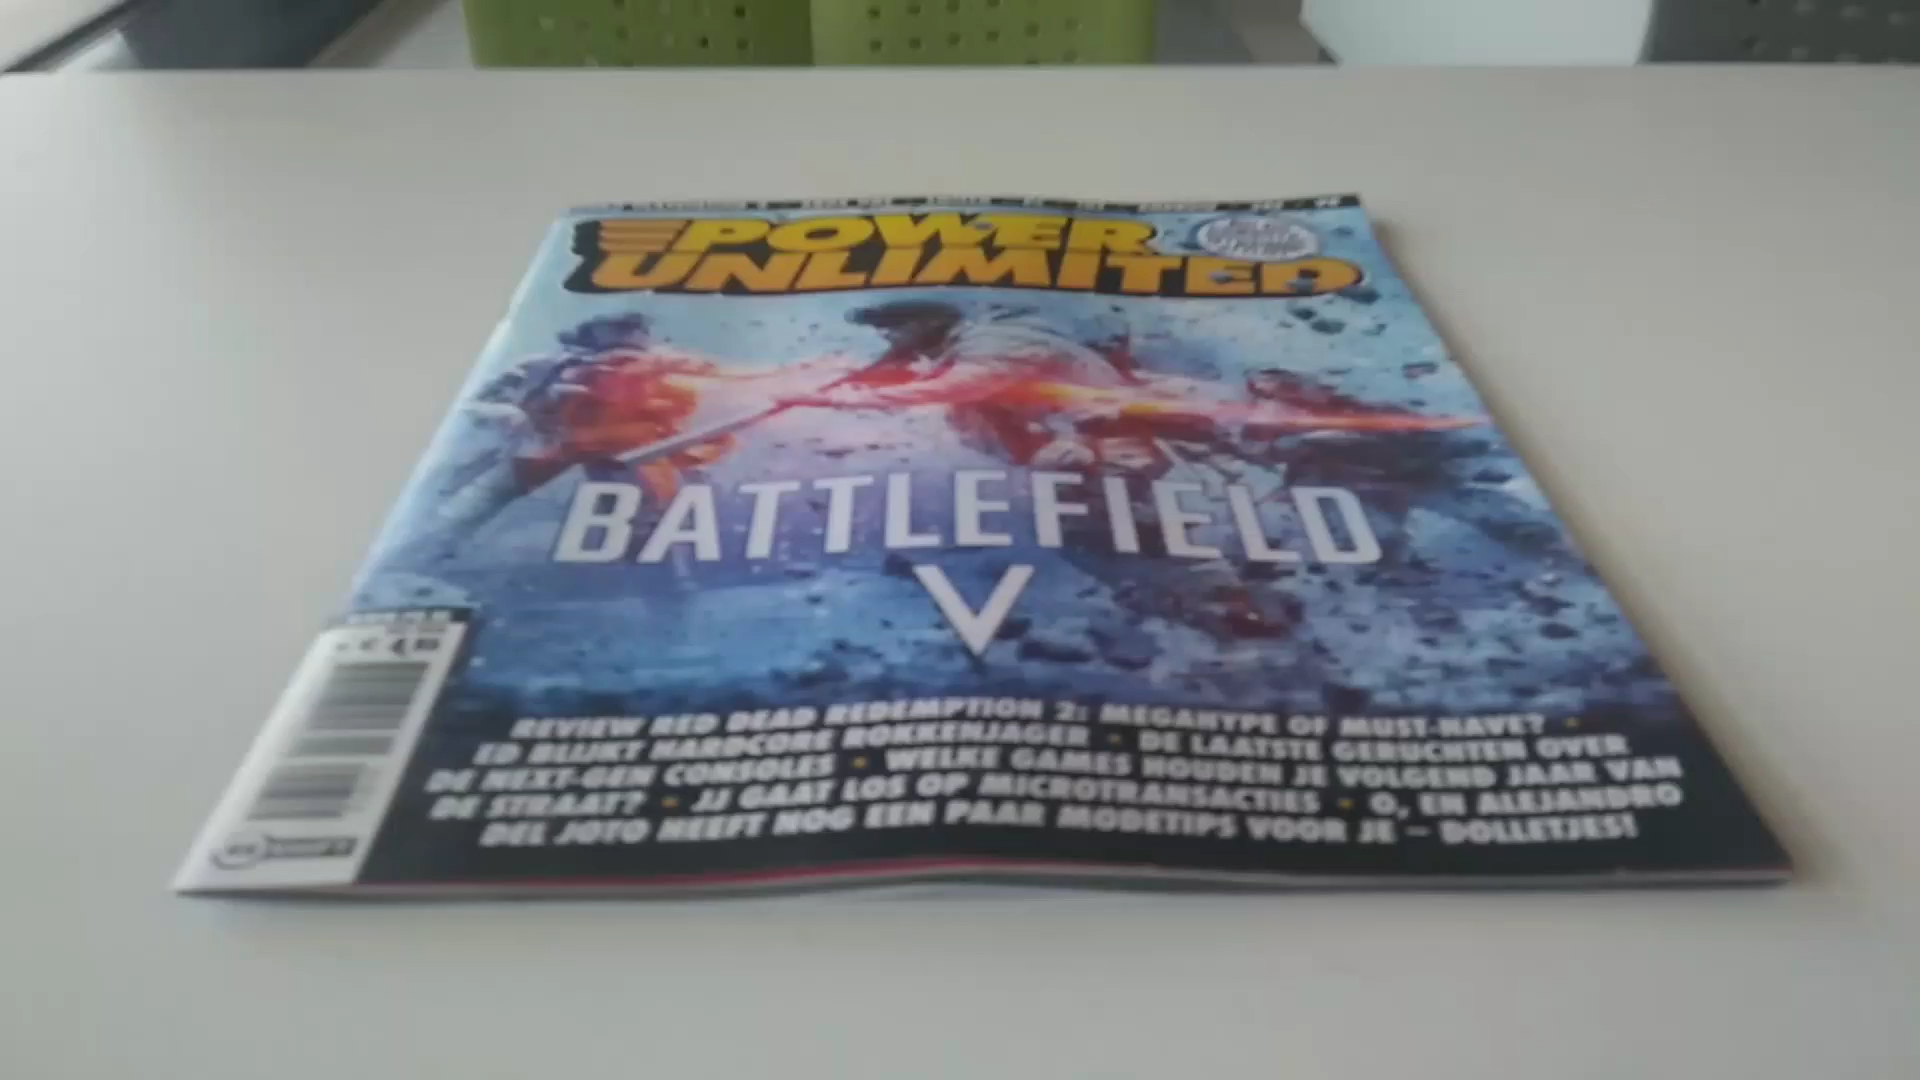 POWER
UNLIMITED
BATTLEFIELD
V
REVIEW RED DEAD REDEMPTION 2: MEGAHYPE OF MUST-HAVE? •
ED BLIJKT HARDCORE ROKKENJAGER • DE LAATSTE GERUCHTEN OVER
DE NEXT-GEN CONSOLES • WELKE GAMES HOUDEN JE VOLGEND JAAR VAN
DE STRAAT? • JJ GAAT LOS OP MICROTRANSACTIES • O, EN ALEJANDRO
DEL JOTO HEEFT NOG EEN PAAR MODETIPS VOOR JE – DOLLETJES!